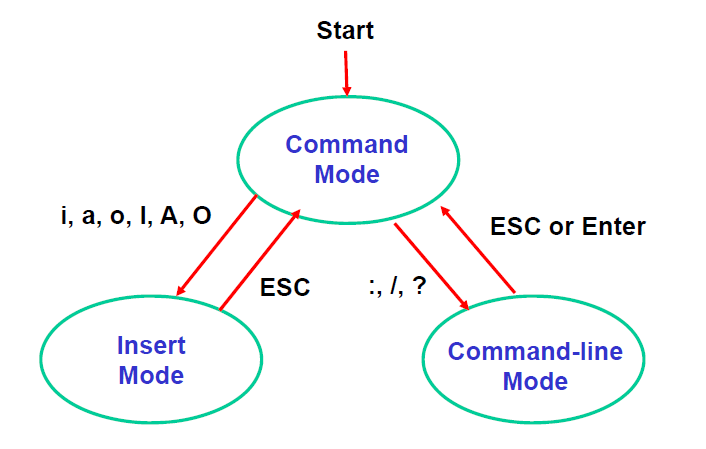 Start
Command
Mode
i, a, o, I, A, O
ESC or Enter
ESC
:, /, ?
Insert
Mode
Command-line
Mode